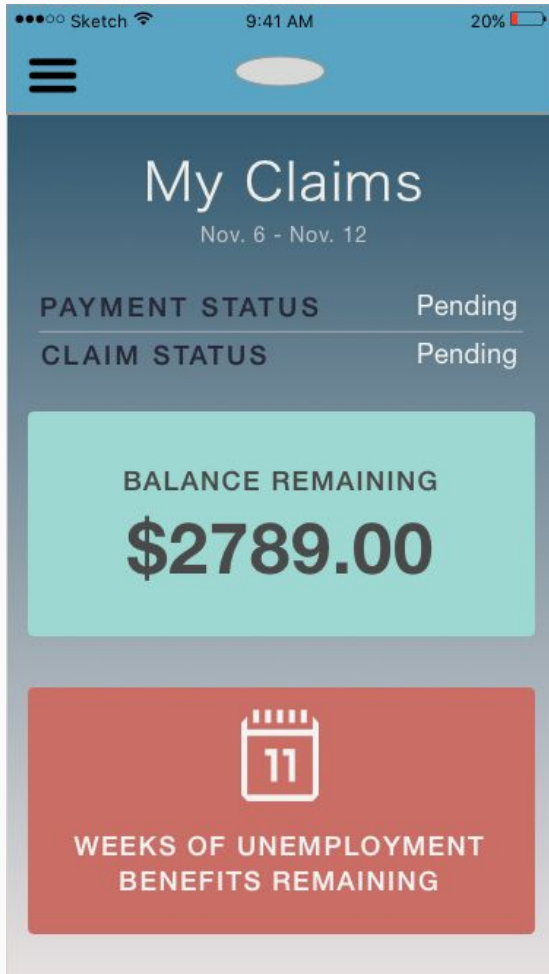 Sketch 9:41 AM 20%
My Claims
Nov. 6 - Nov. 12
PAYMENT STATUS Pending
CLAIM STATUS Pending
BALANCE REMAINING
$2789.00
11
WEEKS OF UNEMPLOYMENT
BENEFITS REMAINING